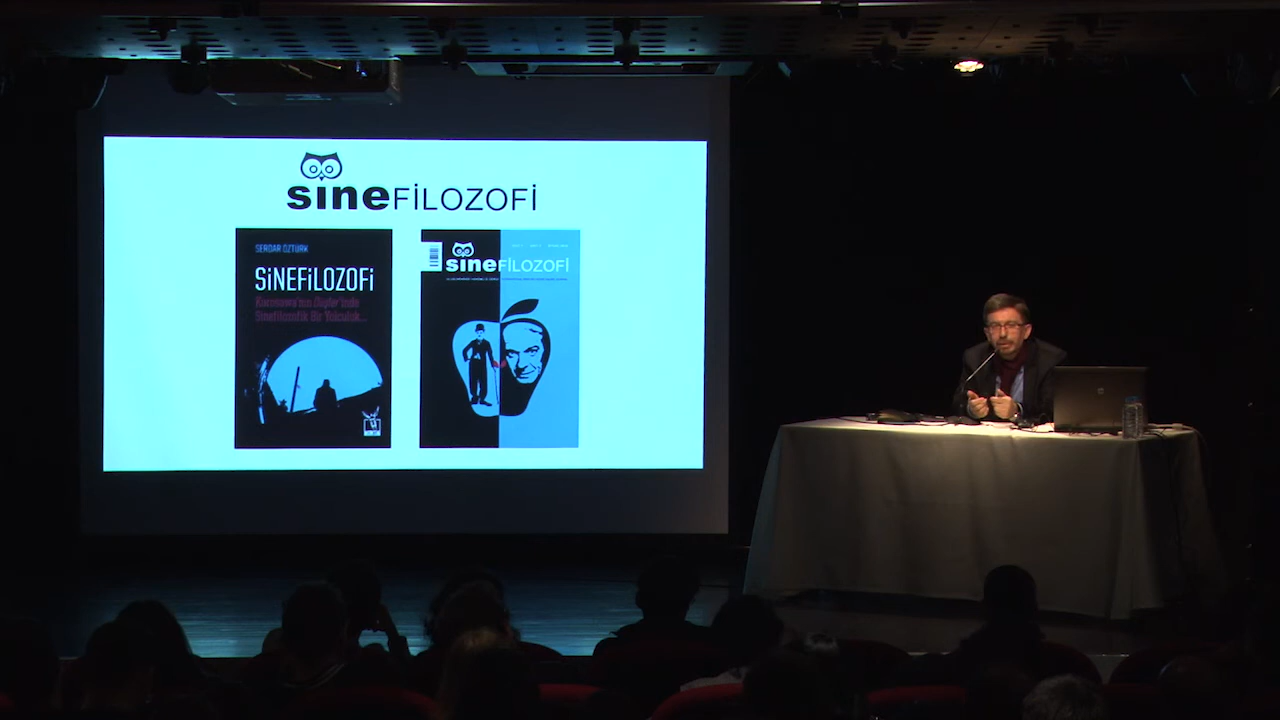 sineFİLOZOFİ
SERDAR ÖZTÜRK
SİNEFİLOZOFİ
Kurosawa'nın Düşler'inde
Sinefilozofik Bir Yolculuk...
sineFİLOZOFİ